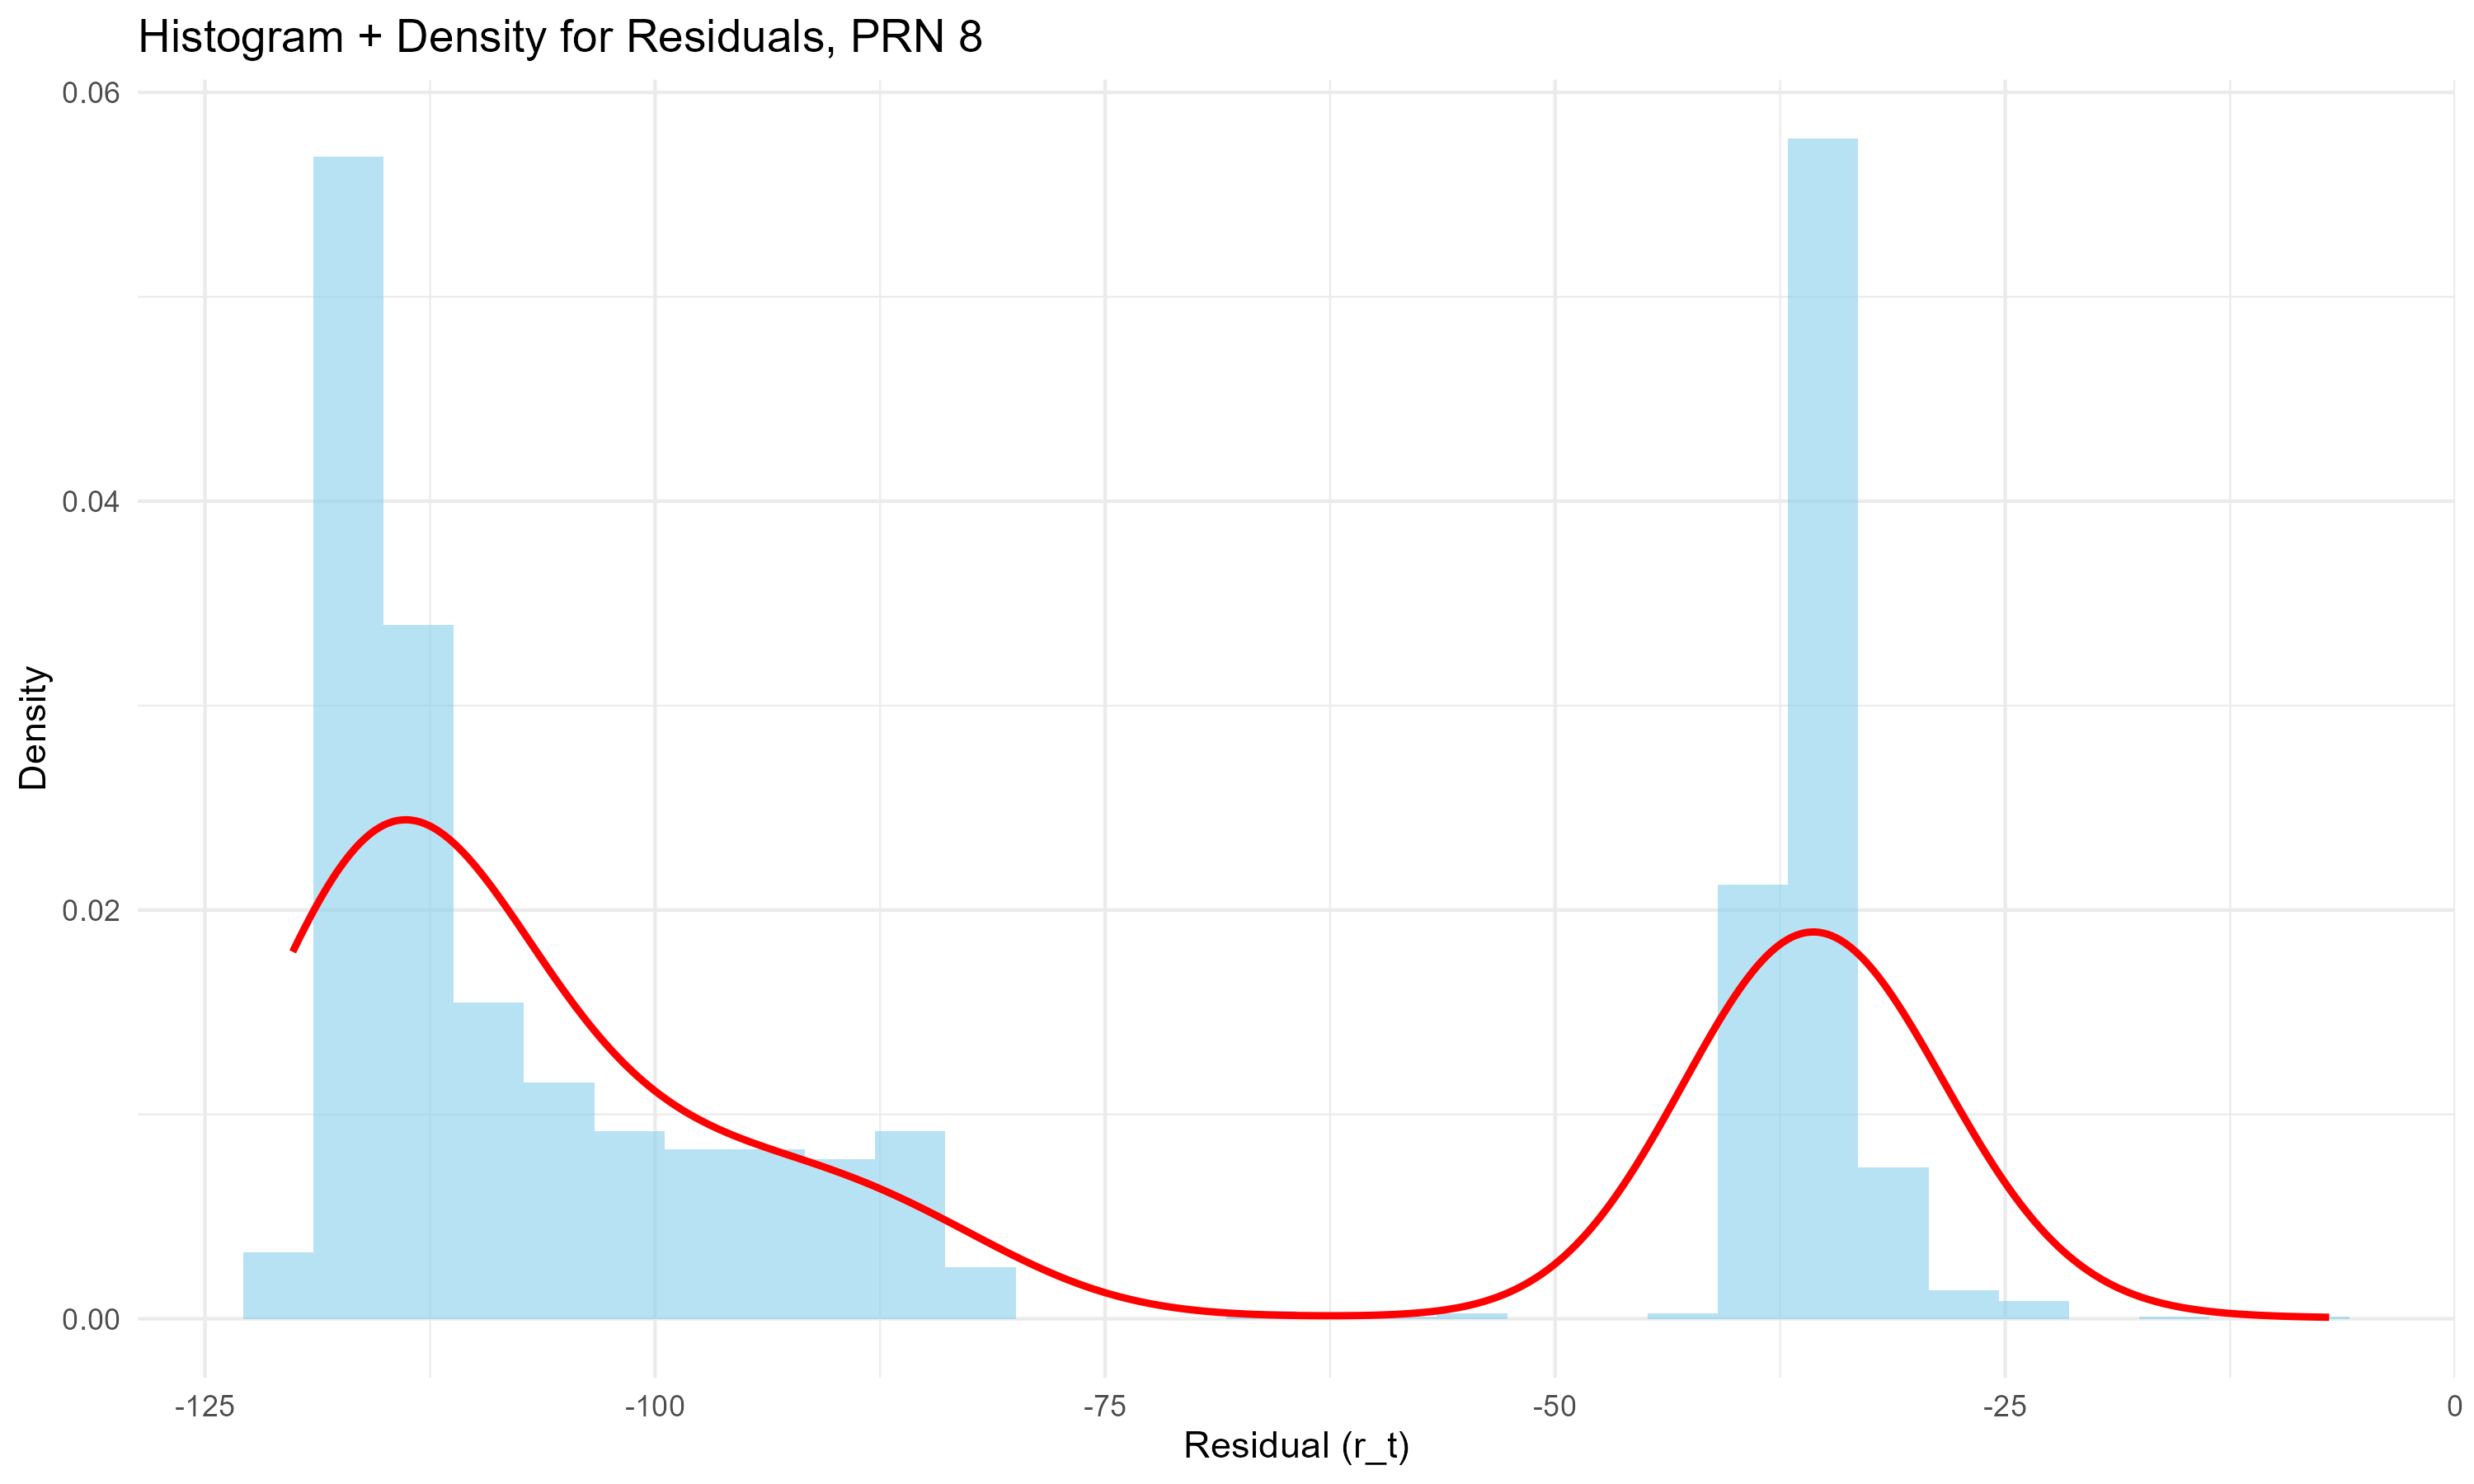 Histogram + Density for Residuals, PRN 8
0.06
0.04
0.02
0.00
Density
-125 -100 -75 -50 -25 0
Residual (r_t)